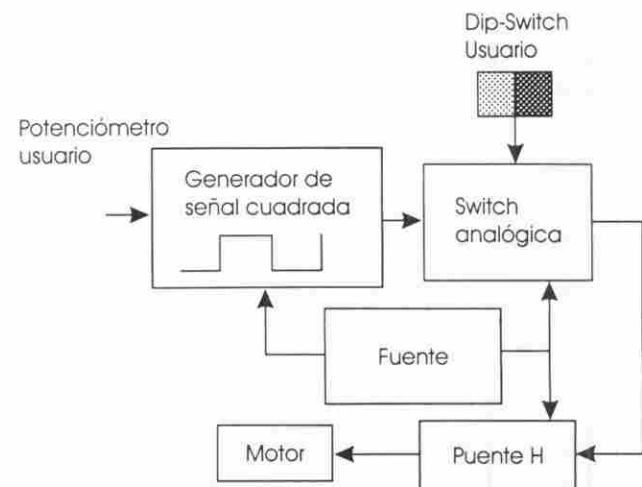 Dip-Switch
Usuario
Potenciómetro
usuario
Generador de
señal cuadrada
Switch
analógica
Fuente
Motor
Puente H